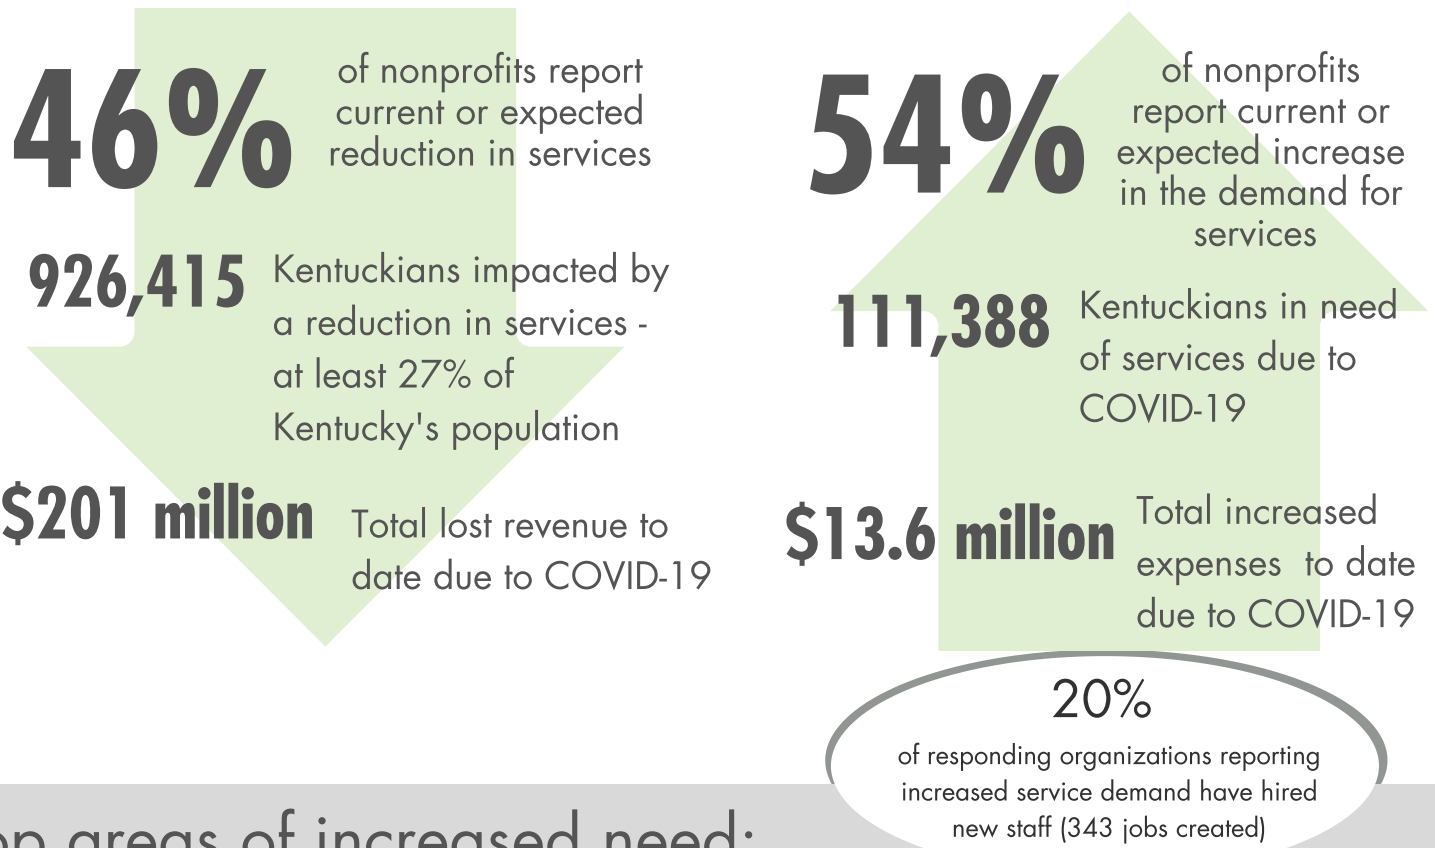 46%
of nonprofits report
current or expected
reduction in services
926,415
Kentuckians impacted by
a reduction in services -
at least 27% of
Kentucky's population
$201 million
Total lost revenue to
date due to COVID-19
54%
of nonprofits
report current or
expected increase
in the demand for
services
111,388
Kentuckians in need
of services due to
COVID-19
$13.6 million
Total increased
expenses to date
due to COVID-19
20%
of responding organizations reporting
increased service demand have hired
new staff (343 jobs created)
areas of increased need: